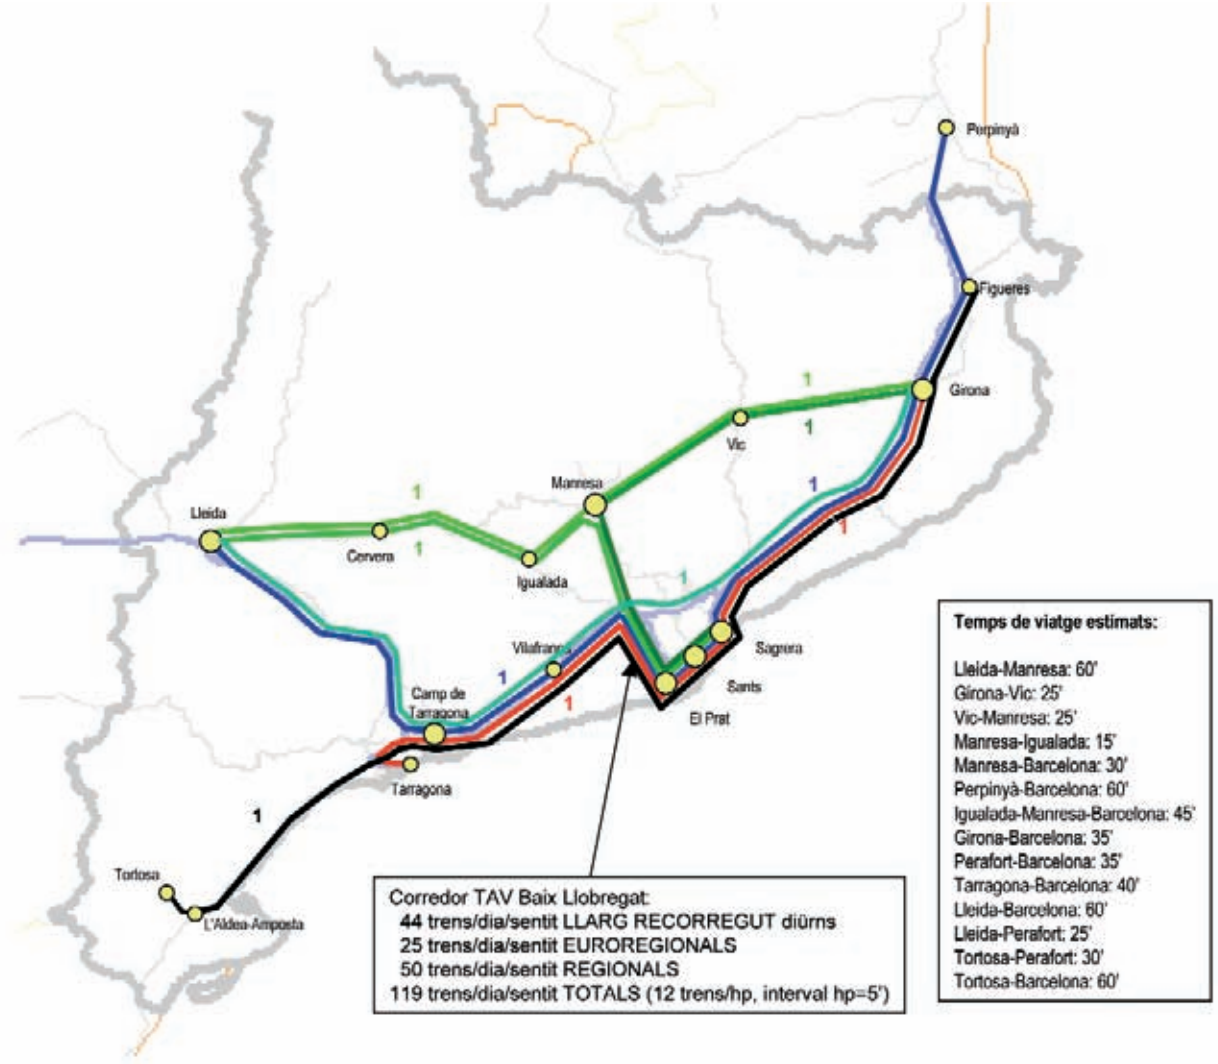 Perpinyà
Figueres
1
Girona
1
Vic
Manresa
1
1
Lleida
1
Cervera
1
Igualada
1
1
Vilafranca
Sagrera
1
Sants
Camp de
Tarragona
1
El Prat
Tarragona
1
Tortosa
L'Aldea-Amposta
Temps de viatge estimats:
Lleida-Manresa: 60'
Girona-Vic: 25'
Vic-Manresa: 25'
Manresa-Igualada: 15'
Manresa-Barcelona: 30'
Perpinyà-Barcelona: 60'
Igualada-Manresa-Barcelona: 45'
Girona-Barcelona: 35'
Perafort-Barcelona: 35'
Tarragona-Barcelona: 40'
Lleida-Barcelona: 60'
Lleida-Perafort: 25'
Tortosa-Perafort: 30'
Tortosa-Barcelona: 60'
Corredor TAV Baix Llobregat:
44 trens/dia/sentit LLARG RECORREGUT diürns
25 trens/dia/sentit EUROREGIONALS
50 trens/dia/sentit REGIONALS
119 trens/dia/sentit TOTALS (12 trens/hp, interval hp=5')